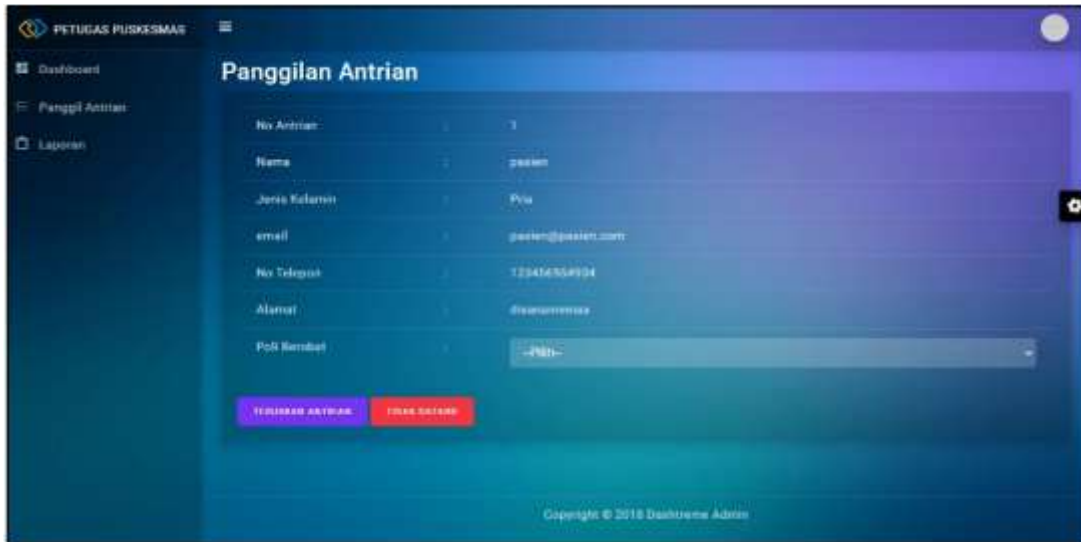 PETUGAS PUSKESMAS
Dashboard
Panggil Antrian
Laporan
Panggilan Antrian
No Antrian : 1
Nama : pasien
Jenis Kelamin : Pria
email : pasien@pasien.com
No Telepon :
Alamat :
Poli Berobat : --Pilih--
TERUSKAN ANTRIAN TIDAK DATANG
Copyright © 2018 Dashtreme Admin